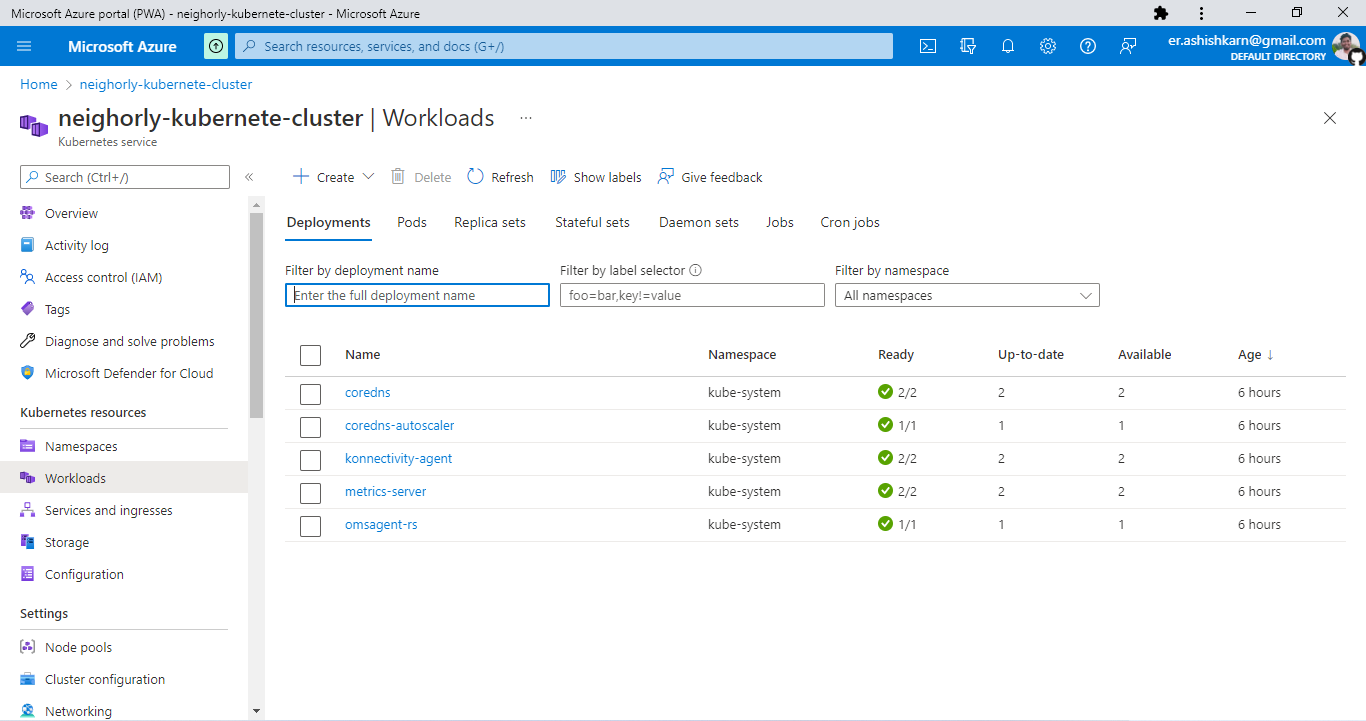 Microsoft Azure portal (PWA) - neighorly-kubernete-cluster - Microsoft Azure
Microsoft Azure
Search resources, services, and docs (G+/)
er.ashishkarn@gmail.com
DEFAULT DIRECTORY
Home > neighorly-kubernete-cluster
neighorly-kubernete-cluster | Workloads ...
Kubernetes service
Search (Ctrl+/)
«
Overview
Activity log
Access control (IAM)
Tags
Diagnose and solve problems
Microsoft Defender for Cloud
Kubernetes resources
Namespaces
Workloads
Services and ingresses
Storage
Configuration
Settings
Node pools
Cluster configuration
Networking
Create Delete Refresh Show labels Give feedback
Deployments Pods Replica sets Stateful sets Daemon sets Jobs Cron jobs
Filter by deployment name Filter by label selector Filter by namespace
Enter the full deployment name foo=bar,key!=value All namespaces
Name Namespace Ready Up-to-date Available Age ↓
coredns kube-system 2/2 2 2 6 hours
coredns-autoscaler kube-system 1/1 1 1 6 hours
konnectivity-agent kube-system 2/2 2 2 6 hours
metrics-server kube-system 2/2 2 2 6 hours
omsagent-rs kube-system 1/1 1 1 6 hours